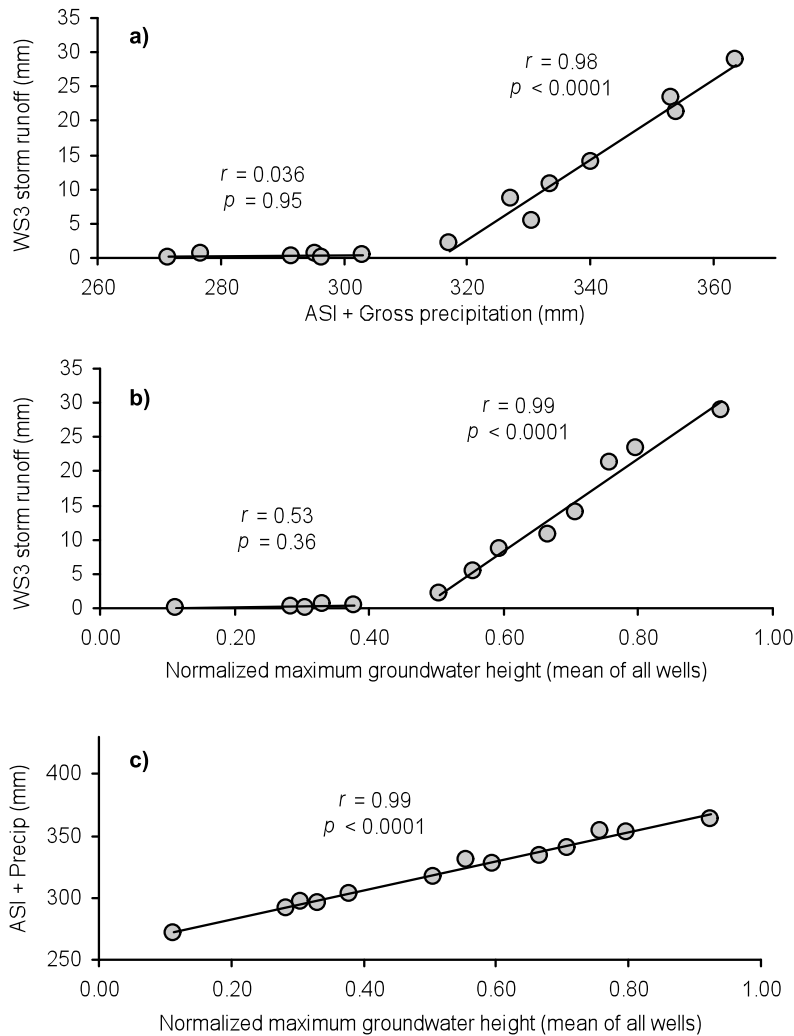 a)
WS3 storm runoff (mm)
35
30
25
20
15
10
5
0
r = 0.98
p < 0.0001
r = 0.036
p = 0.95
260 280 300 320 340 360
ASI + Gross precipitation (mm)
b)
WS3 storm runoff (mm)
35
30
25
20
15
10
5
0
r = 0.99
p < 0.0001
r = 0.53
p = 0.36
0.00 0.20 0.40 0.60 0.80 1.00
Normalized maximum groundwater height (mean of all wells)
c)
ASI + Precip (mm)
400
350
300
250
r = 0.99
p < 0.0001
0.00 0.20 0.40 0.60 0.80 1.00
Normalized maximum groundwater height (mean of all wells)